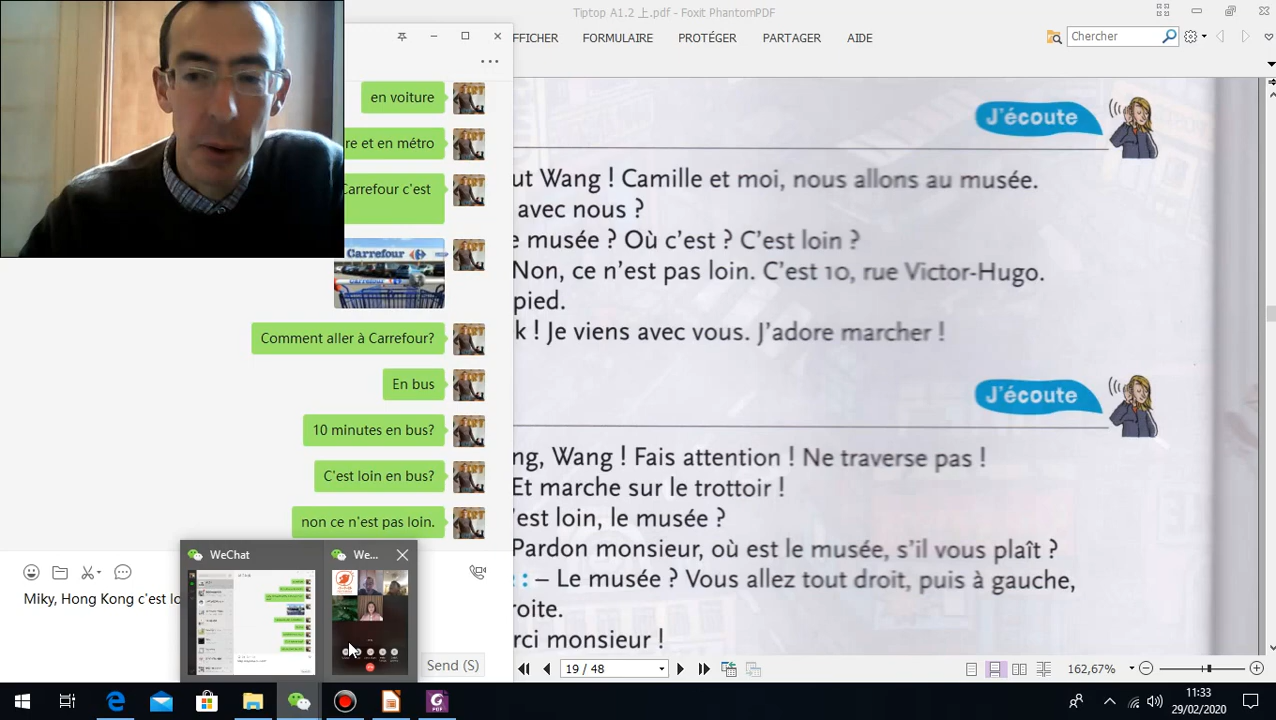 Tiptop A1.2 上.pdf - Foxit PhantomPDF
FFICHER FORMULAIRE PROTÉGER PARTAGER AIDE
Chercher
en voiture
re et en métro
Carrefour c'est
Carrefour
Comment aller à Carrefour?
En bus
10 minutes en bus?
C'est loin en bus?
non ce n'est pas loin.
Miky, Hong Kong c'est lo
Send (S)
WeChat
We...
J'écoute
ut Wang ! Camille et moi, nous allons au musée.
avec nous ?
e musée ? Où c'est ? C'est loin ?
Non, ce n'est pas loin. C'est 10, rue Victor-Hugo.
pied.
k ! Je viens avec vous. J'adore marcher !
J'écoute
ng, Wang ! Fais attention ! Ne traverse pas !
Et marche sur le trottoir !
'est loin, le musée ?
Pardon monsieur, où est le musée, s'il vous plaît ?
e : – Le musée ? Vous allez tout droit, puis à gauche,
roite.
rci monsieur !
19 / 48
162,67%
11:33
29/02/2020